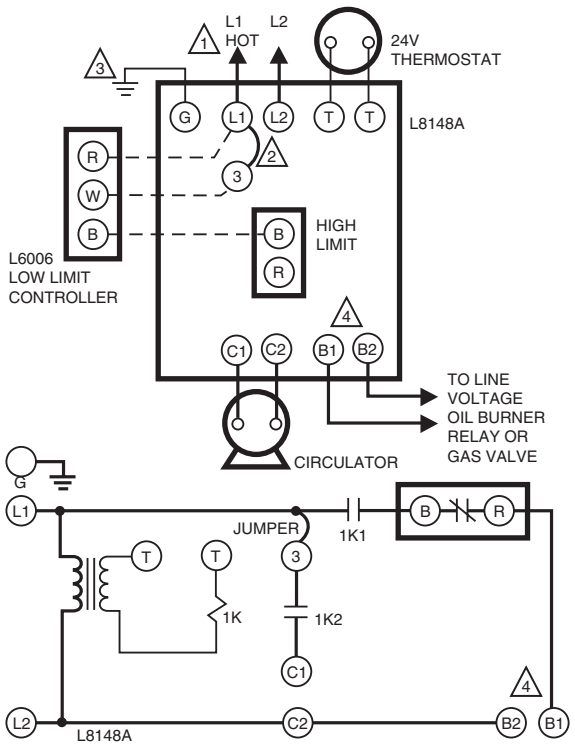 L1
HOT
L2
24V
THERMOSTAT
1
3
G
L1
L2
T
T
L8148A
2
3
R
W
B
L6006
LOW LIMIT
CONTROLLER
B
R
HIGH
LIMIT
4
C1
C2
B1
B2
TO LINE
VOLTAGE
OIL BURNER
RELAY OR
GAS VALVE
CIRCULATOR
G
L1
JUMPER
1K1
B
R
T
T
3
1K
1K2
C1
4
L2
L8148A
C2
B2
B1